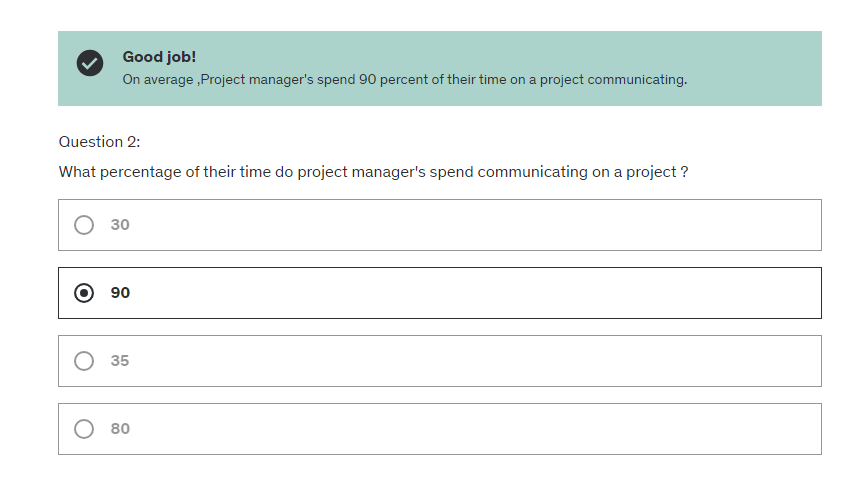 Good job!
On average ,Project manager's spend 90 percent of their time on a project communicating.
Question 2:
What percentage of their time do project manager's spend communicating on a project ?
30
90
35
80